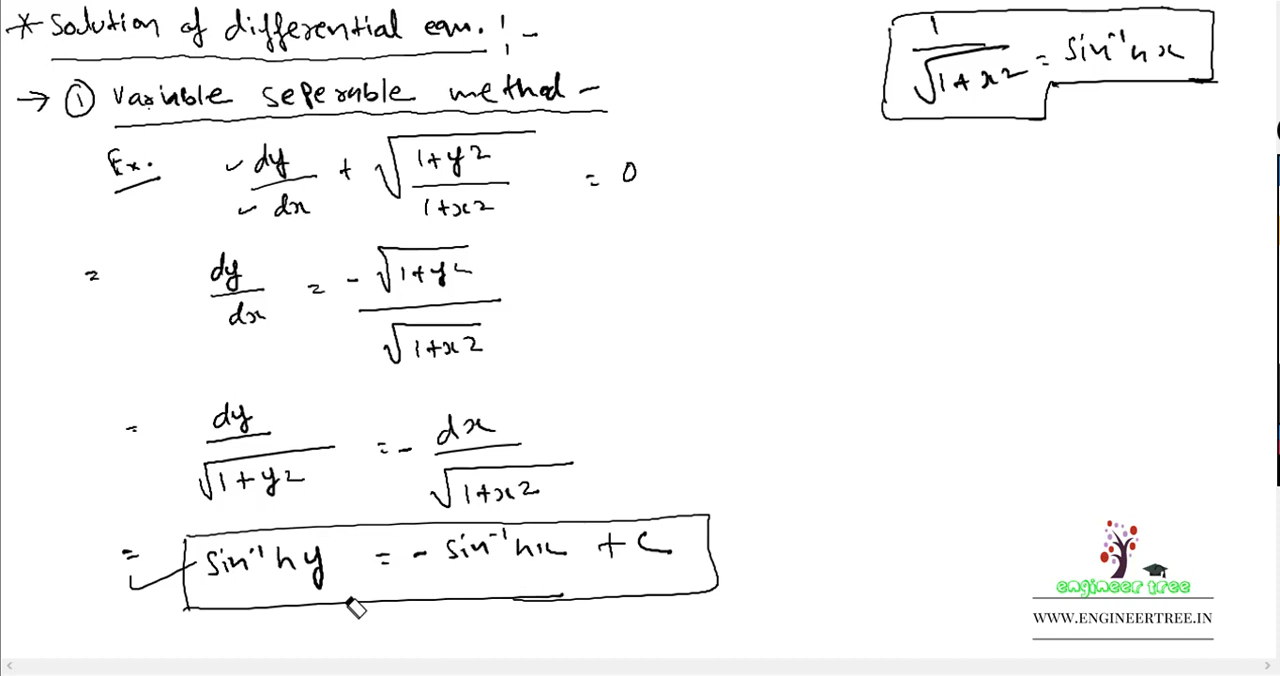 * Solution of differential eqn. ! -
→ ① variable seperable method -
Ex. dy/dx + √(1+y2/1+x2) = 0
= dy/dx = - √1+y2/√1+x2
= dy/√1+y2 = - dx/√1+x2
= sin⁻¹hy = - sin⁻¹hx + C
1/√1+x2 = sin⁻¹hx
engineer tree
WWW.ENGINEERTREE.IN